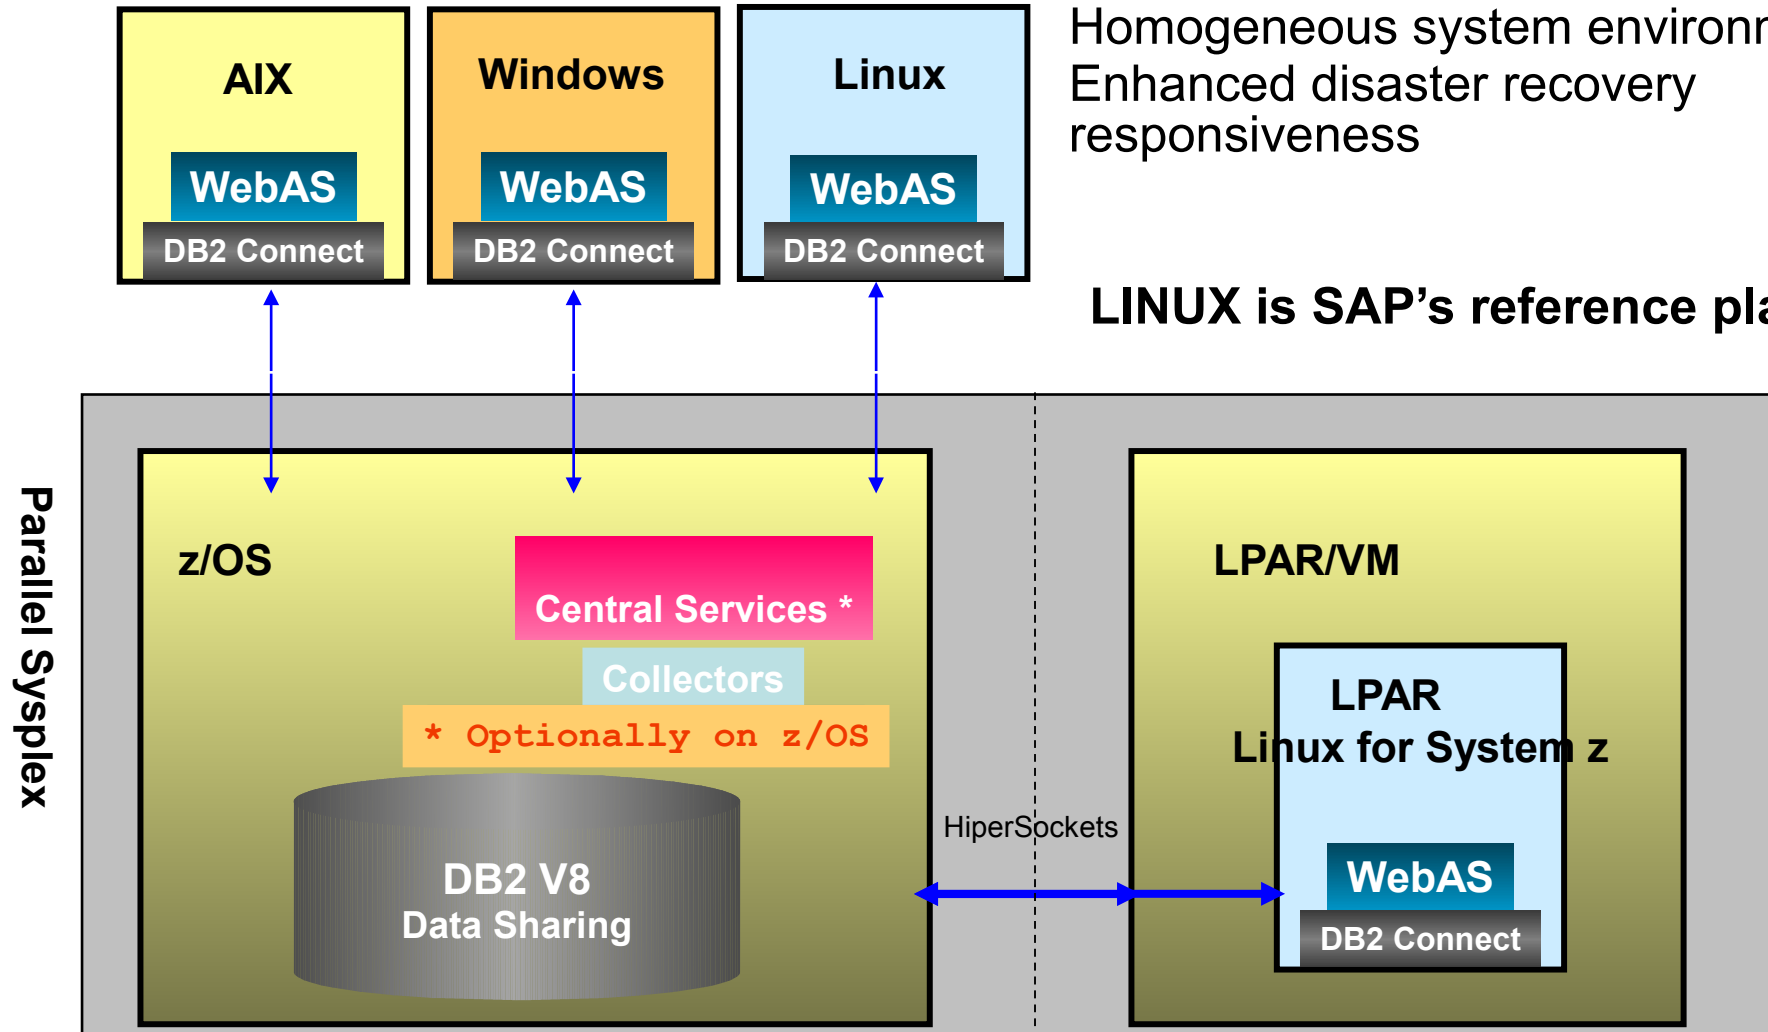 AIX
WebAS
DB2 Connect
Windows
WebAS
DB2 Connect
Linux
WebAS
DB2 Connect
Homogeneous system
Enhanced disaster recovery
responsiveness
LINUX is SAP’s reference
Parallel Sysplex
z/OS
Central Services *
Collectors
* Optionally on z/OS
DB2 V8
Data Sharing
HiperSockets
LPAR/VM
LPAR
Linux for System z
WebAS
DB2 Connect